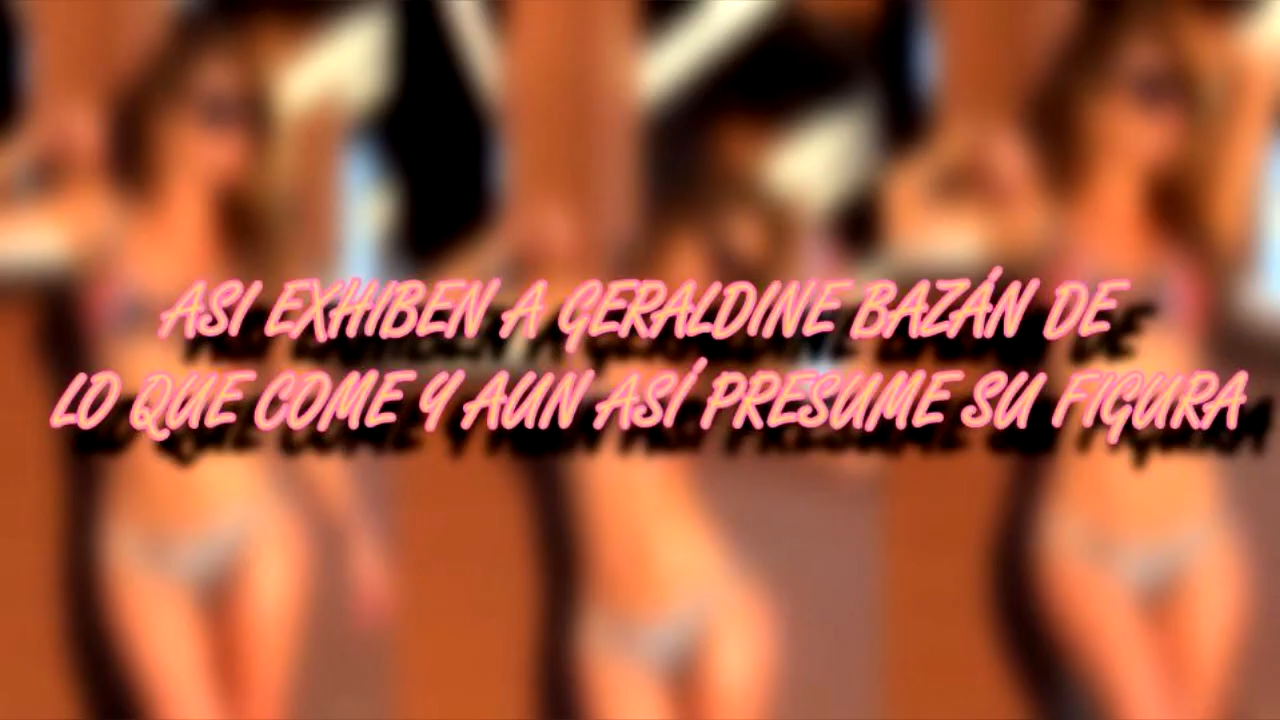 ASI EXHIBEN A GERALDINE BAZÁN DE
LO QUE COME Y AUN ASÍ PRESUME SU FIGURA